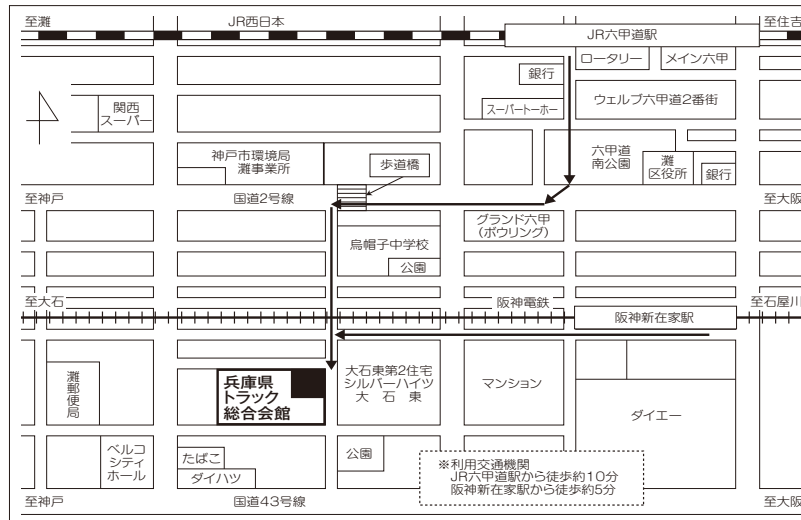 至灘
JR西日本
至住吉
JR六甲道駅
ロータリー
メイン六甲
銀行
スーパートーホー
ウェルブ六甲道2番街
関西
スーパー
神戸市環境局
灘事業所
歩道橋
六甲道
南公園
灘
区役所
銀行
至神戸
国道2号線
至大阪
グランド六甲
(ボウリング)
烏帽子中学校
公園
至大石
阪神電鉄
至石屋川
阪神新在家駅
灘
郵
便
局
兵庫県
トラック
総合会館
大石東第2住宅
シルバーハイツ
大石東
マンション
ダイエー
ベルコ
シティ
ホール
たばこ
ダイハツ
公園
※利用交通機関
JR六甲道駅から徒歩約10分
阪神新在家駅から徒歩約5分
至神戸
国道43号線
至大阪